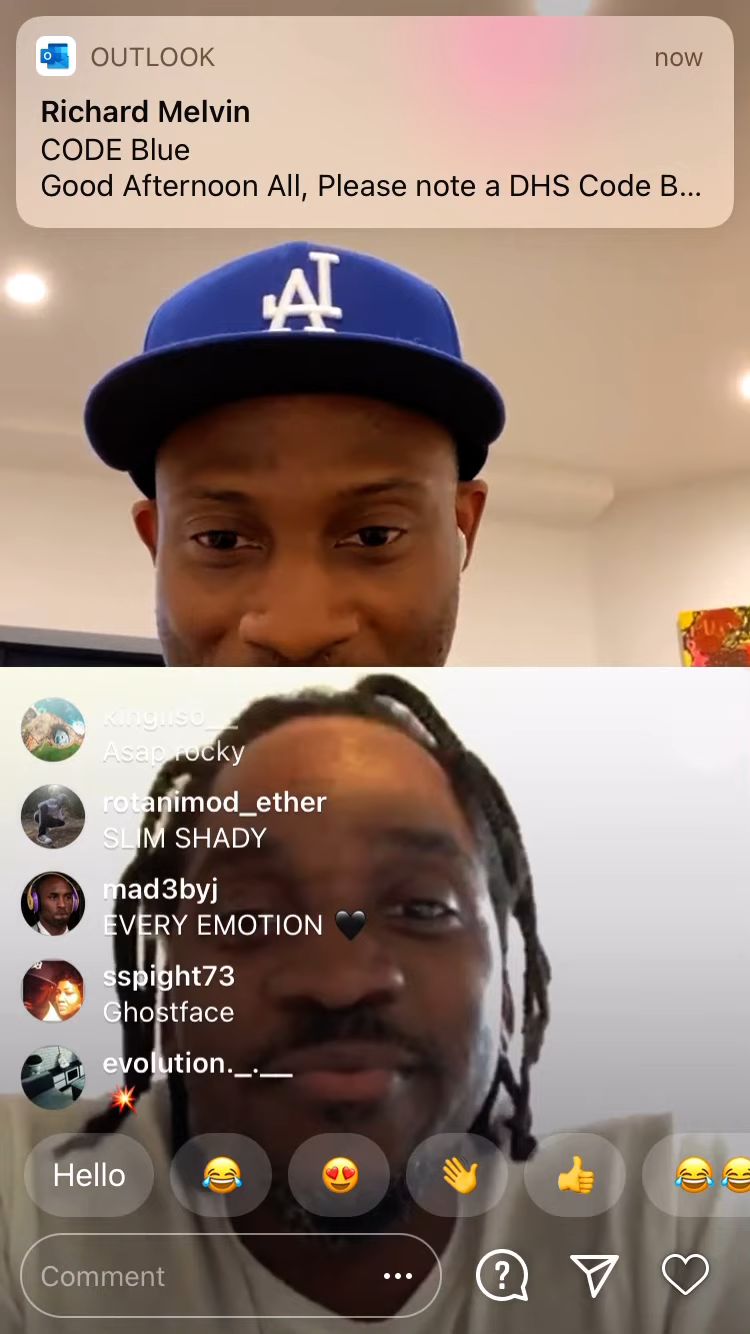 OUTLOOK
now
Richard Melvin
CODE Blue
Good Afternoon All, Please note a DHS Code B...
LA
kingliso__
Asap rocky
rotanimod_ether
SLIM SHADY
mad3byj
EVERY EMOTION 🖤
sspight73
Ghostface
evolution._.__
💥
Hello
😂
😍
👋
👍
😂😂
Comment